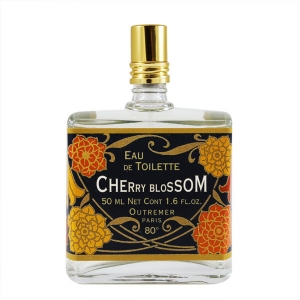 EAU
DE TOILETTE
CHERRY BLOSSOM
50 ML NET CONT 1.6 FL.OZ.
OUTREMER
PARIS
80°